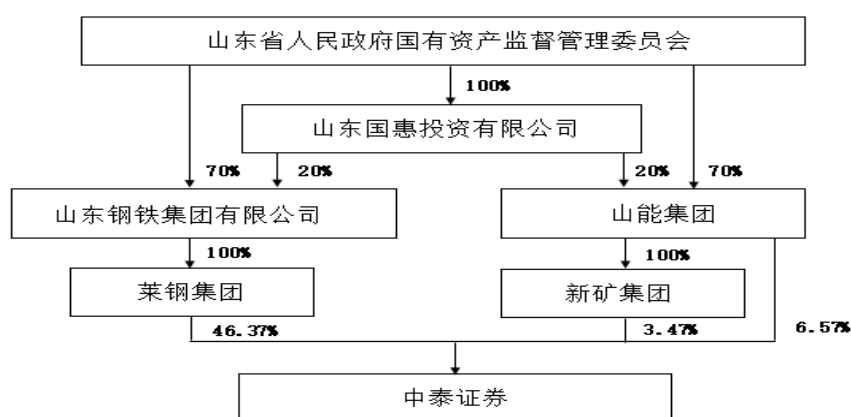 山东省人民政府国有资产监督管理委员会
100%
山东国惠投资有限公司
70%
20%
20%
70%
山东钢铁集团有限公司
山能集团
100%
100%
莱钢集团
新矿集团
46.37%
3.47%
6.57%
中泰证券